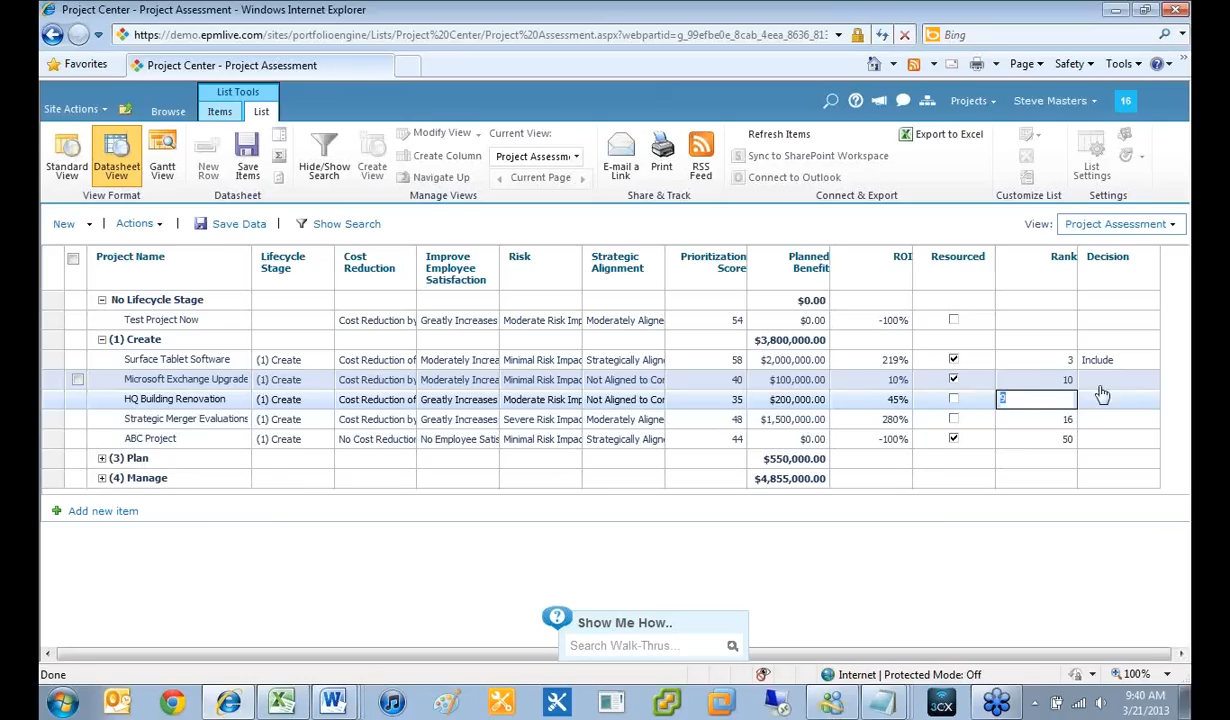 Project Center - Project Assessment - Windows Internet Explorer
https://demo.epmlive.com/sites/portfolioengine/Lists/Project%20Center/Project%20Assessment.aspx?webpartid=g_99efbe0e_8cab_4eea_8636_813
Bing
Favorites
Project Center - Project Assessment
Page
Safety
Tools
List Tools
Site Actions
Browse
Items
List
Projects
Steve Masters
16
Standard View
Datasheet View
Gantt View
View Format
New Row
Save Items
Datasheet
Hide/Show Search
Create View
Modify View
Create Column
Navigate Up
Current View:
Project Assessm
Current Page
Manage Views
E-mail a Link
Print
RSS Feed
Share & Track
Refresh Items
Sync to SharePoint Workspace
Connect to Outlook
Export to Excel
Connect & Export
Customize List
List Settings
Settings
New
Actions
Save Data
Show Search
View:
Project Assessment
Project Name Lifecycle Stage Cost Reduction Improve Employee Satisfaction Risk Strategic Alignment Prioritization Score Planned Benefit ROI Resourced Rank Decision
No Lifecycle Stage $0.00
Test Project Now Cost Reduction by Greatly Increases Moderate Risk Imp Moderately Aligne 54 $0.00 -100%
(1) Create $3,800,000.00
Surface Tablet Software (1) Create Cost Reduction of Moderately Increa Minimal Risk Impac Strategically Align 58 $2,000,000.00 219% 3 Include
Microsoft Exchange Upgrade (1) Create Cost Reduction of Moderately Increa Minimal Risk Impac Not Aligned to Cor 40 $100,000.00 10% 10
HQ Building Renovation (1) Create Cost Reduction of Greatly Increases Moderate Risk Imp Not Aligned to Cor 35 $200,000.00 45% 9
Strategic Merger Evaluations (1) Create Cost Reduction by Greatly Increases Severe Risk Impac Moderately Aligne 48 $1,500,000.00 280% 16
ABC Project (1) Create No Cost Reduction No Employee Satis Minimal Risk Impac Strategically Align 44 $0.00 -100% 50
(3) Plan $550,000.00
(4) Manage $4,855,000.00
Add new item
Show Me How..
Search Walk-Thrus...
Done
Internet | Protected Mode: Off
100%
3CX
9:40 AM
3/21/2013